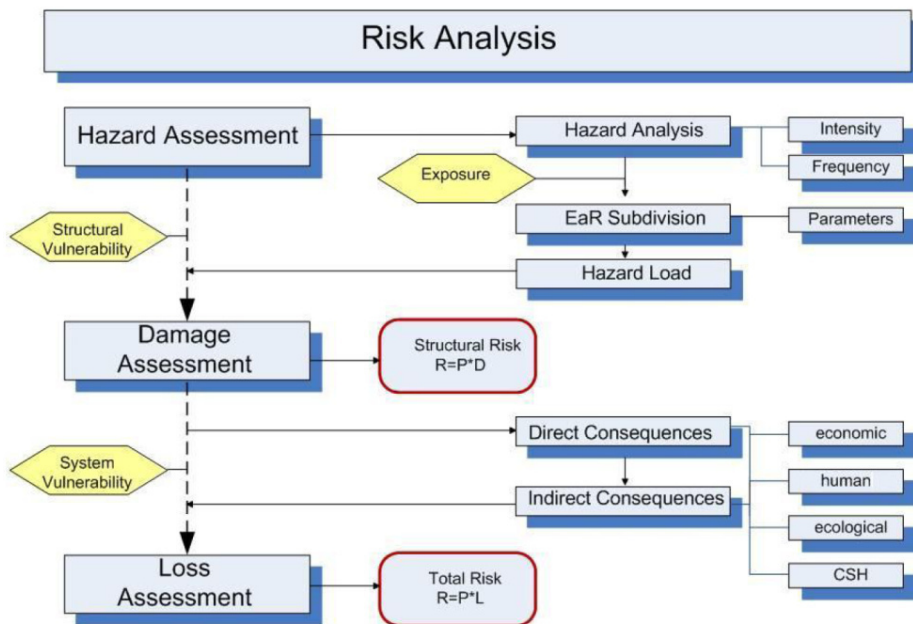 Risk Analysis
Hazard Assessment
Hazard Analysis
Intensity
Frequency
Exposure
Structural
Vulnerability
EaR Subdivision
Parameters
Hazard Load
Damage
Assessment
Structural Risk
R=P*D
Direct Consequences
economic
System
Vulnerability
human
Indirect Consequences
ecological
Loss
Assessment
Total Risk
R=P*L
CSH